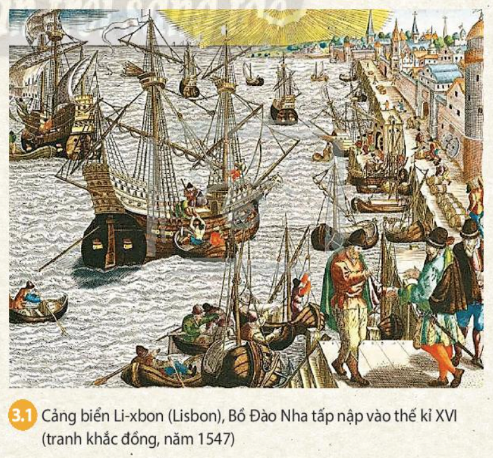 3.1 Cảng biển Li-xbon (Lisbon), Bồ Đào Nha tấp nập vào thế kỉ XVI
(tranh khắc đồng, năm 1547)